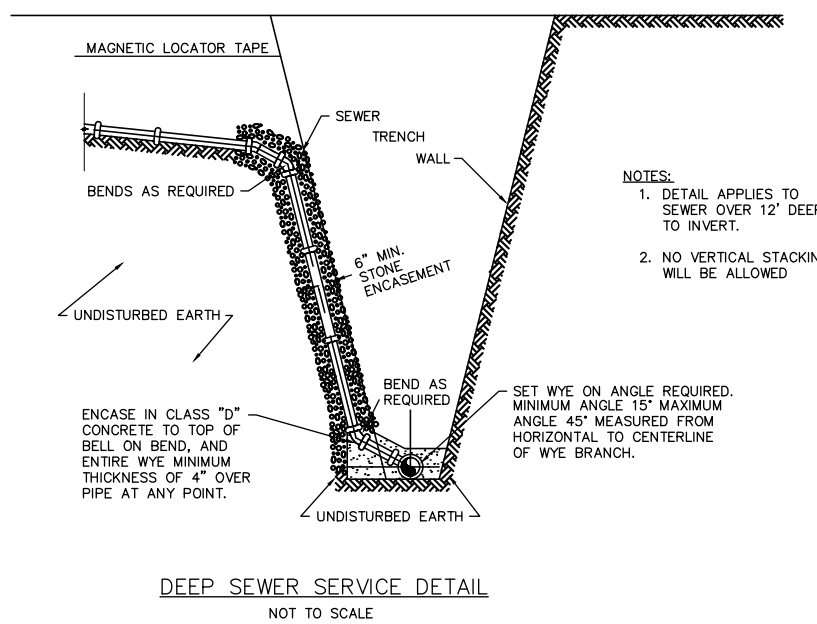 MAGNETIC LOCATOR TAPE
SEWER
TRENCH
WALL
BENDS AS REQUIRED
NOTES:
1. DETAIL APPLIES TO
SEWER OVER 12' DEEP
TO INVERT.
2. NO VERTICAL STACKIN
WILL BE ALLOWED
6" MIN.
STONE
ENCASEMENT
UNDISTURBED EARTH
BEND AS
REQUIRED
SET WYE ON ANGLE REQUIRED.
MINIMUM ANGLE 15° MAXIMUM
ANGLE 45° MEASURED FROM
HORIZONTAL TO CENTERLINE
OF WYE BRANCH.
ENCASE IN CLASS "D"
CONCRETE TO TOP OF
BELL ON BEND, AND
ENTIRE WYE MINIMUM
THICKNESS OF 4" OVER
PIPE AT ANY POINT.
UNDISTURBED EARTH
DEEP SEWER SERVICE DETAIL
NOT TO SCALE